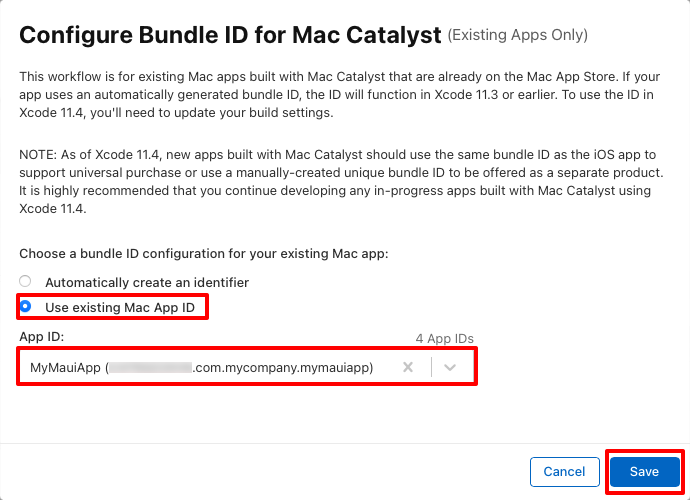 Configure Bundle ID for Mac Catalyst (Existing Apps Only)
This workflow is for existing Mac apps built with Mac Catalyst that are already on the Mac App Store. If your
app uses an automatically generated bundle ID, the ID will function in Xcode 11.3 or earlier. To use the ID in
Xcode 11.4, you'll need to update your build settings.
NOTE: As of Xcode 11.4, new apps built with Mac Catalyst should use the same bundle ID as the iOS app to
support universal purchase or use a manually-created unique bundle ID to be offered as a separate product.
It is highly recommended that you continue developing any in-progress apps built with Mac Catalyst using
Xcode 11.4.
Choose a bundle ID configuration for your existing Mac app:
Automatically create an identifier
Use existing Mac App ID
App ID: 4 App IDs
MyMauiApp ( .com.mycompany.mymauiapp)
Cancel Save